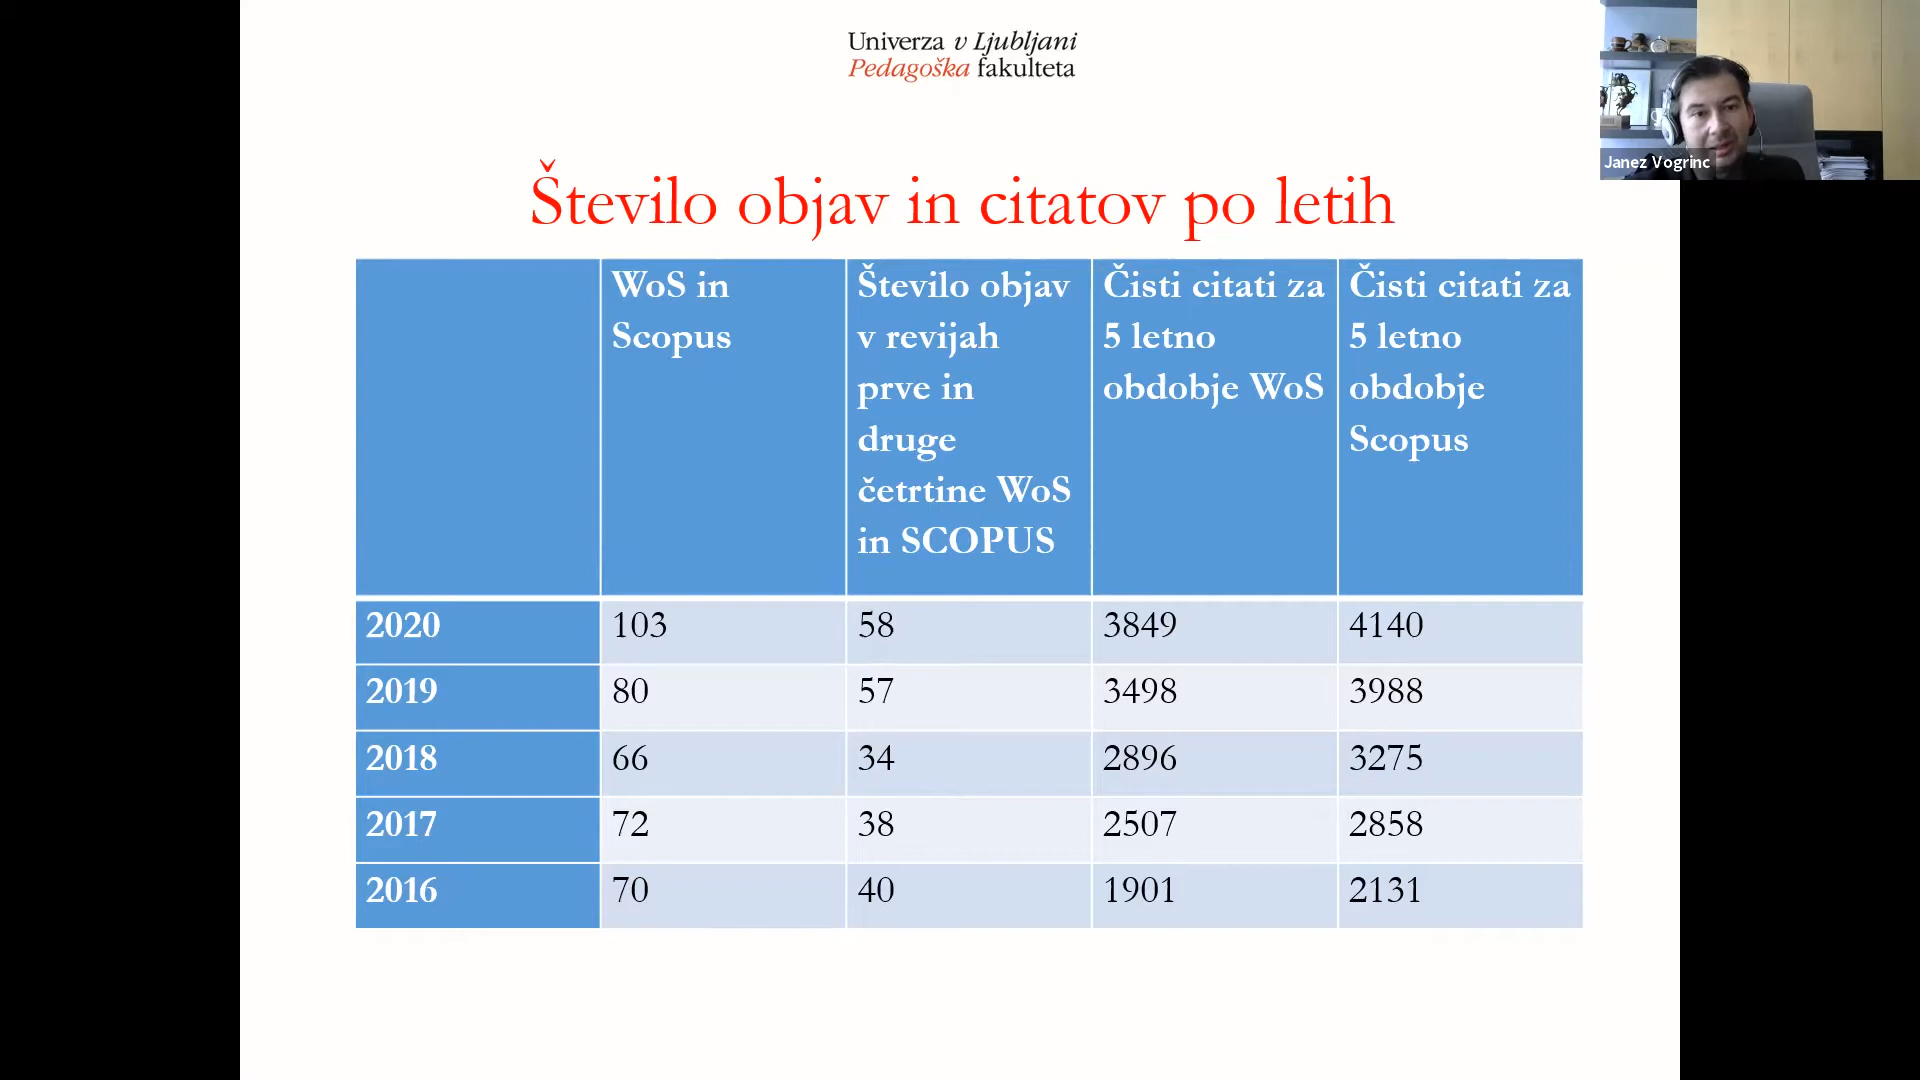 Univerza v Ljubljani
Pedagoška fakulteta
Janez Vogrinc
Število objav in citatov po letih
WoS in
Scopus
Število objav
v revijah
prve in
druge
četrtine WoS
in SCOPUS
Čisti citati za
5 letno
obdobje WoS
Čisti citati za
5 letno
obdobje
Scopus
2020 103 58 3849 4140
2019 80 57 3498 3988
2018 66 34 2896 3275
2017 72 38 2507 2858
2016 70 40 1901 2131